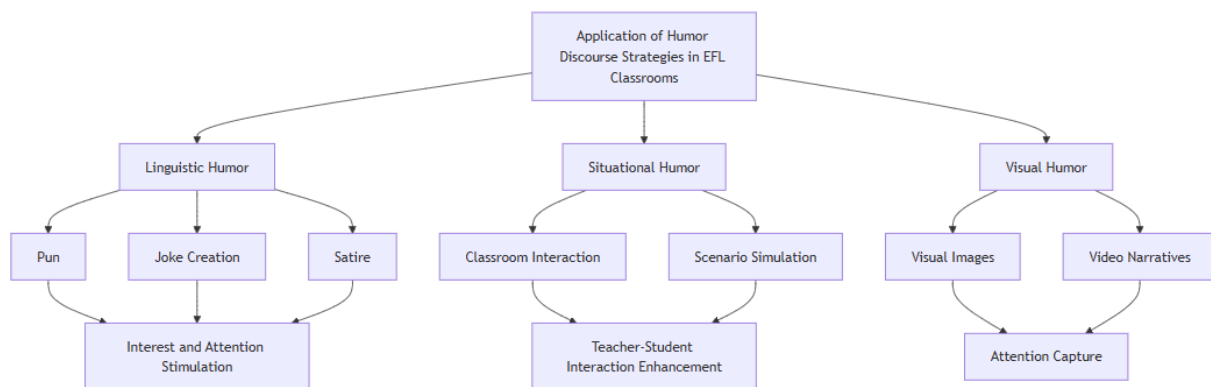 Application of Humor
Discourse Strategies in EFL
Classrooms
Linguistic Humor
Situational Humor
Visual Humor
Pun
Joke Creation
Satire
Classroom Interaction
Scenario Simulation
Visual Images
Video Narratives
Interest and Attention
Stimulation
Teacher-Student
Interaction Enhancement
Attention Capture